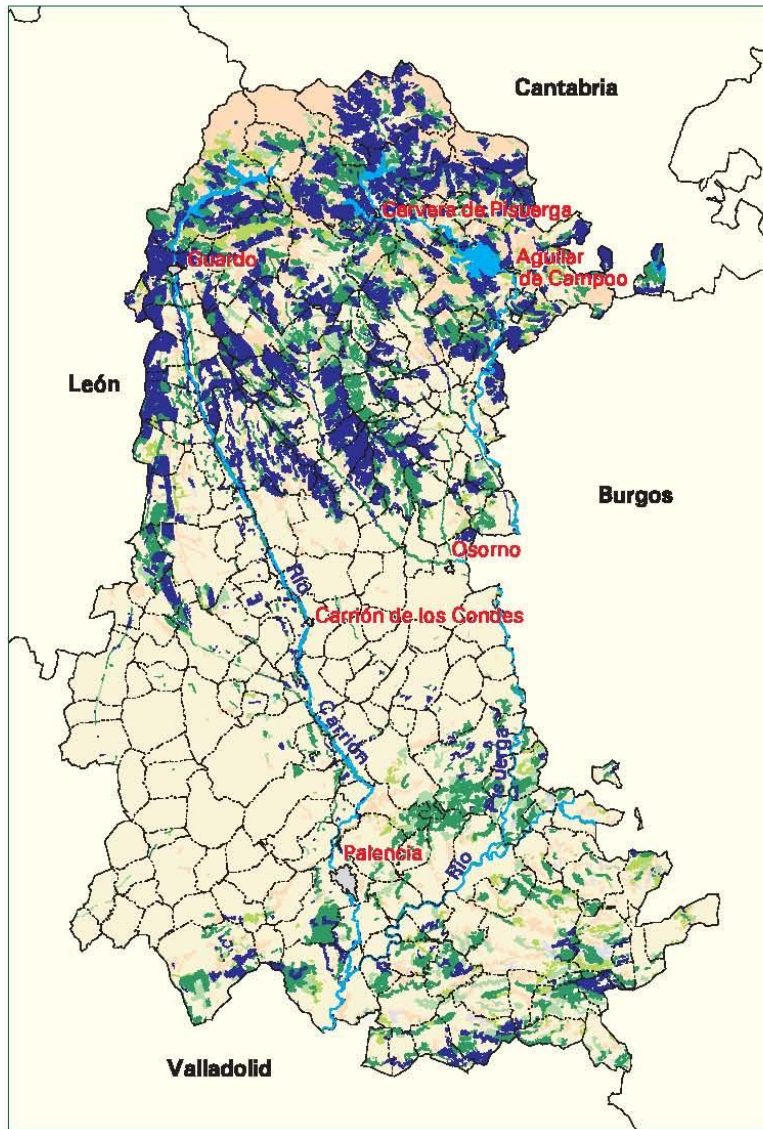 Cantabria
Cervera de Pisuerga
Guardo
Aguilar
de Campoo
León
Burgos
Osorno
Río
Carrión de los Condes
Carrión
Pisuerga
Palencia
Río
Valladolid